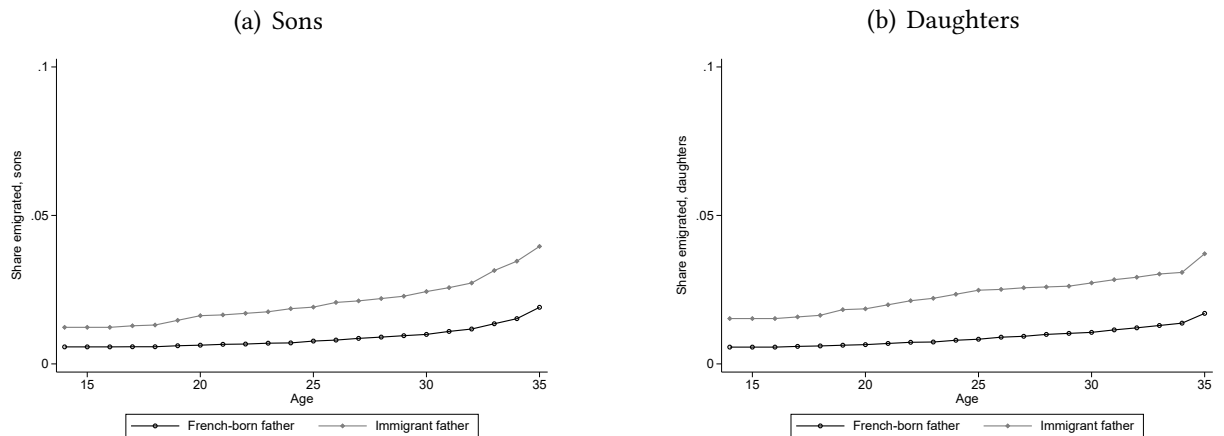 (a) Sons
.1
.05
0
Share emigrated, sons
15 20 25 30 35
Age
French-born father Immigrant father
(b) Daughters
.1
.05
0
Share emigrated, daughters
15 20 25 30 35
Age
French-born father Immigrant father